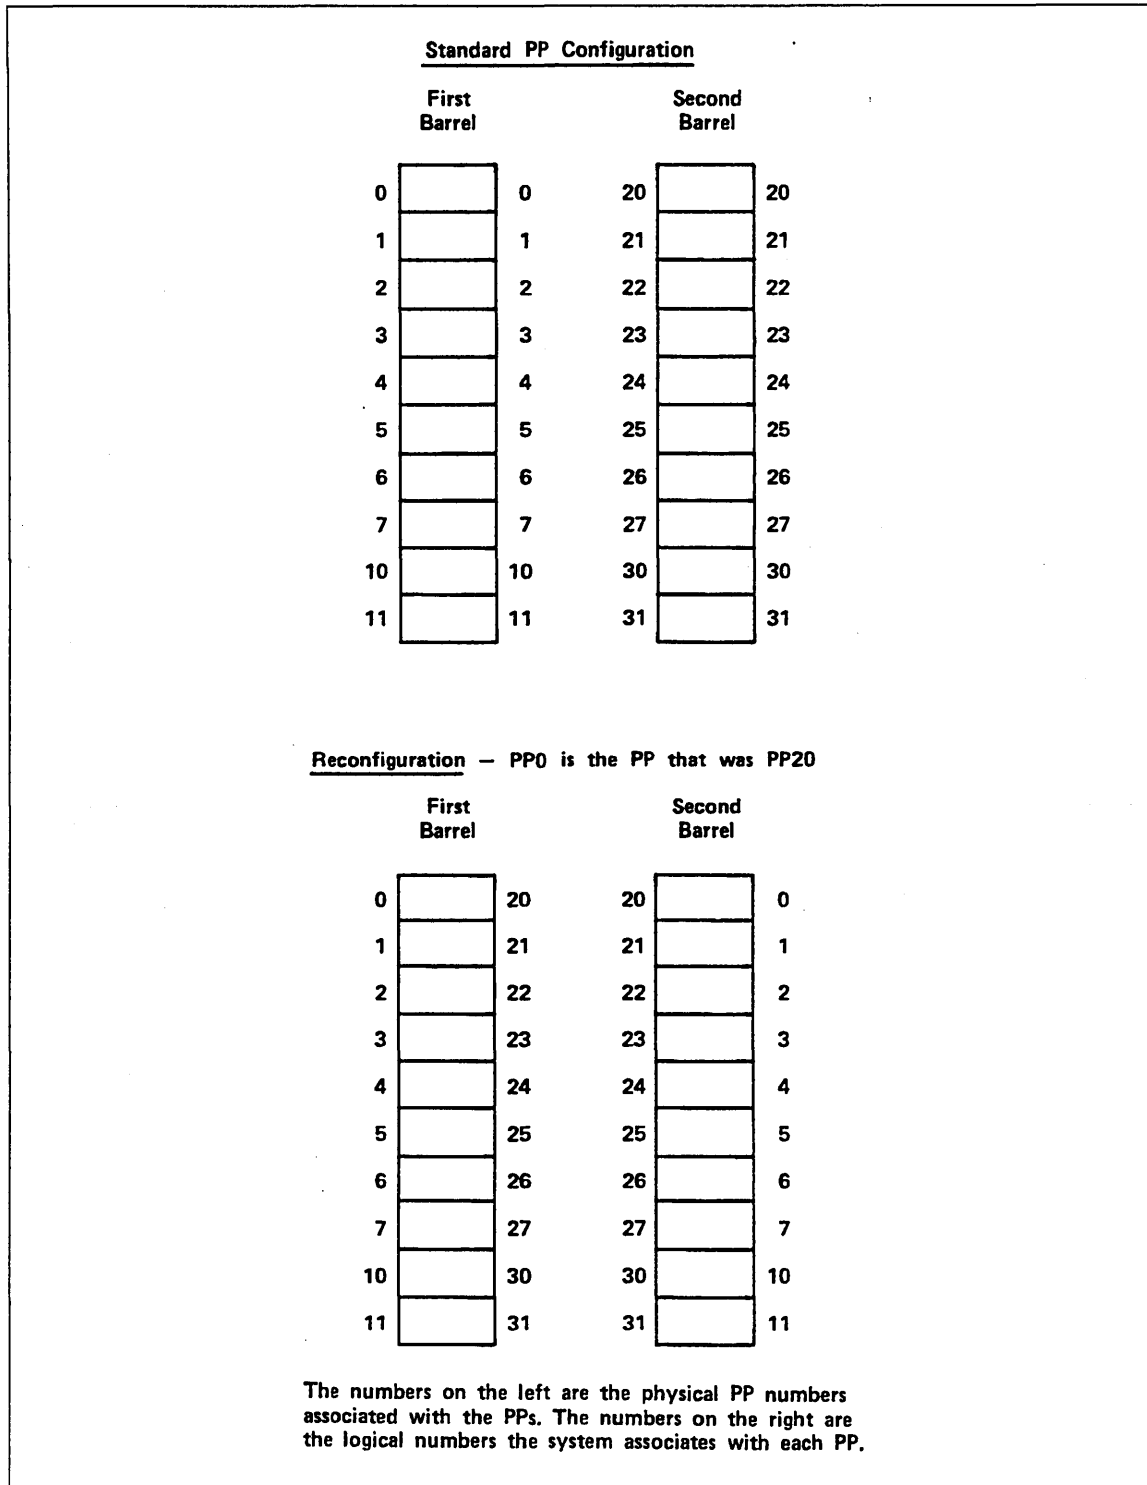 Standard PP Configuration
First Barrel
Second Barrel
0 0 20 20
1 1 21 21
2 2 22 22
3 3 23 23
4 4 24 24
5 5 25 25
6 6 26 26
7 7 27 27
10 10 30 30
11 11 31 31
Reconfiguration — PP0 is the PP that was PP20
First Barrel
Second Barrel
0 20 20 0
1 21 21 1
2 22 22 2
3 23 23 3
4 24 24 4
5 25 25 5
6 26 26 6
7 27 27 7
10 30 30 10
11 31 31 11
The numbers on the left are the physical PP numbers
associated with the PPs. The numbers on the right are
the logical numbers the system associates with each PP.